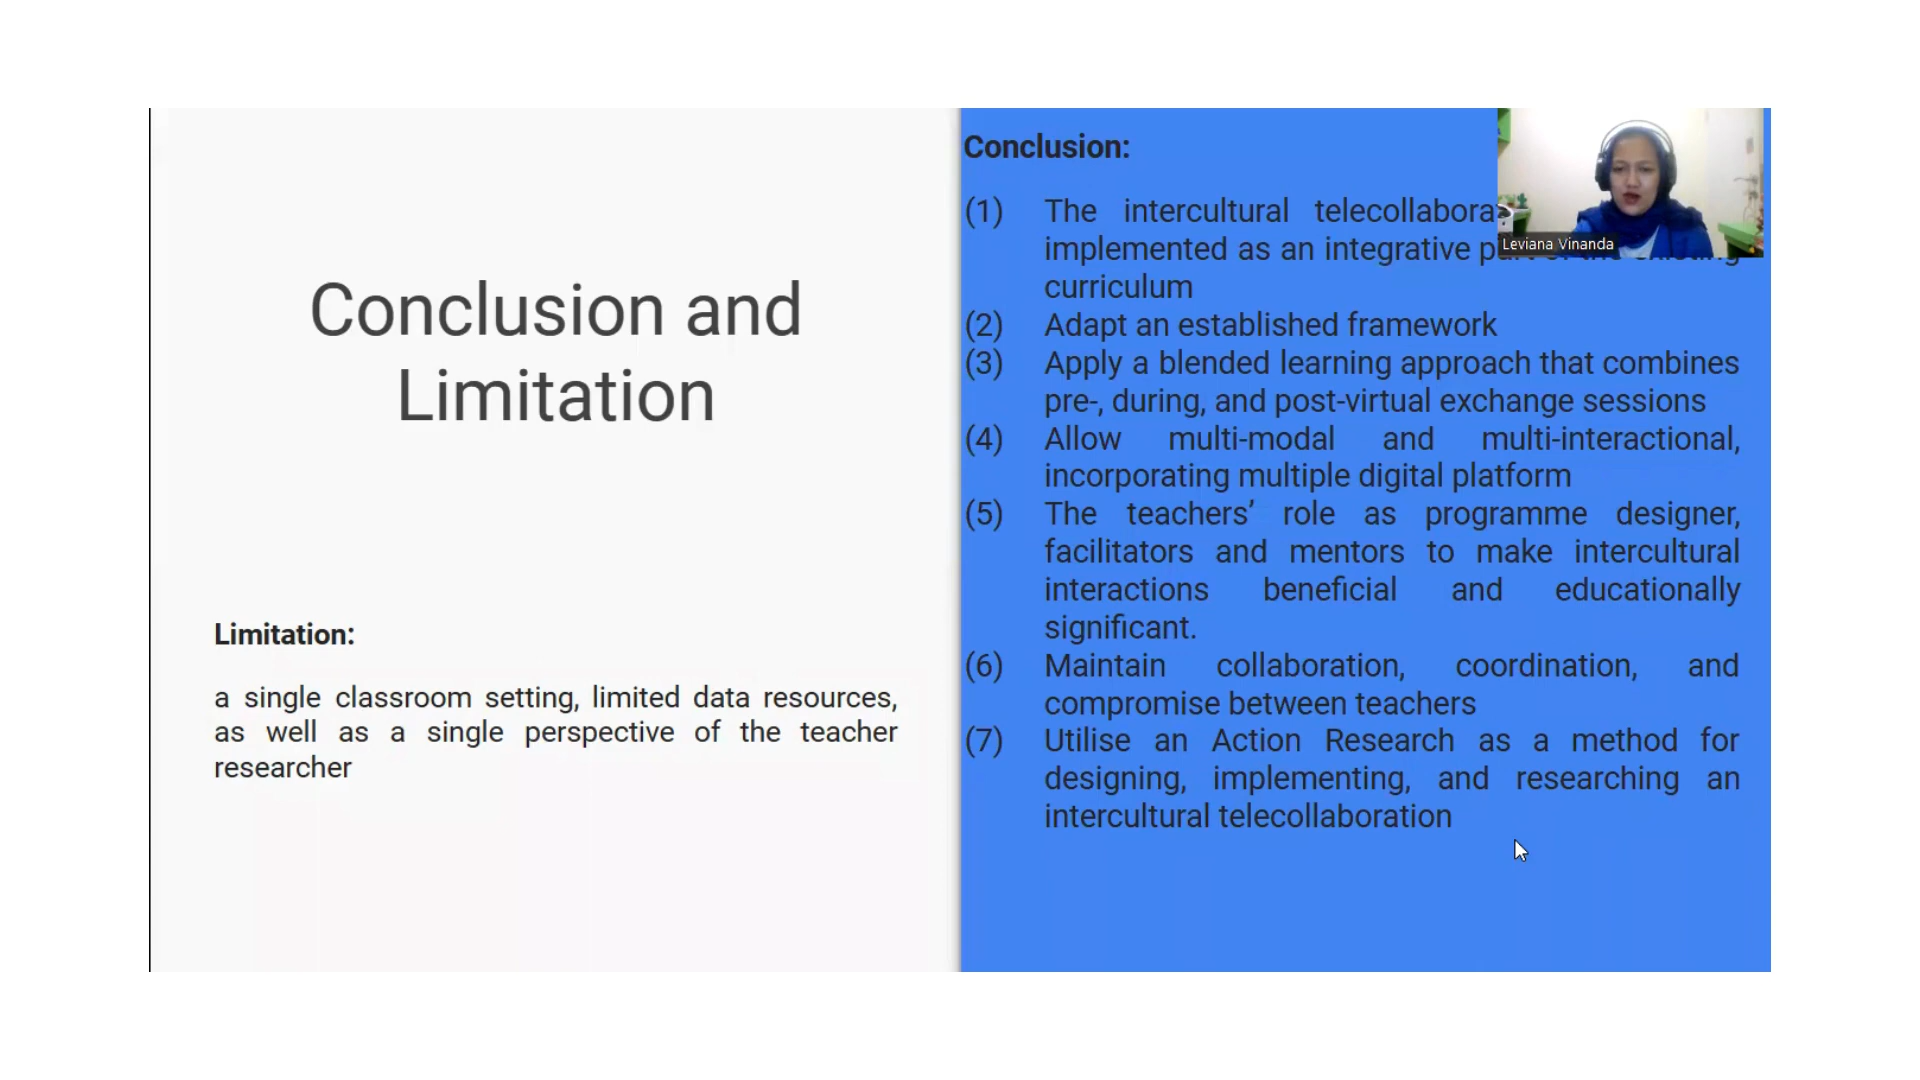 Conclusion and
Limitation
Limitation:
a single classroom setting, limited data resources,
as well as a single perspective of the teacher
researcher
Conclusion:
(1) The intercultural
implemented as an integrative
curriculum
(2) Adapt an established framework
(3) Apply a blended learning approach that combines
pre-, during, and post-virtual exchange sessions
(4) Allow multi-modal and multi-interactional,
incorporating multiple digital platform
(5) The teachers’ role as programme designer,
facilitators and mentors to make intercultural
interactions beneficial and educationally
significant.
(6) Maintain collaboration, coordination, and
compromise between teachers
(7) Utilise an Action Research as a method for
designing, implementing, and researching an
intercultural telecollaboration
Leviana Vinanda